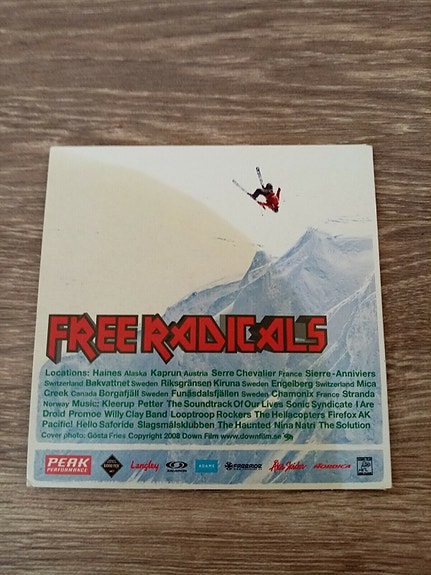 FREE RADICALS
Locations: Haines Alaska Kaprun Austria Serre Chevalier France Sierre-Anniviers
Switzerland Bakvattnet Sweden Riksgränsen Kiruna Sweden Engelberg Switzerland Mica
Creek Canada Borgafjäll Sweden Funäsdalsfjällen Sweden Chamonix France Stranda
Norway Music: Kleerup Petter The Soundtrack Of Our Lives Sonic Syndicate I Are
Droid Promoe Willy Clay Band Looptroop Rockers The Hellacopters Firefox AK
Pacific! Hello Saferide Slagsmålsklubben The Haunted Nina Natri The Solution
Cover photo: Gösta Fries Copyright 2008 Down Film www.downfilm.se
PEAK PERFORMANCE Langley SALOMON ADAMS NORDICA